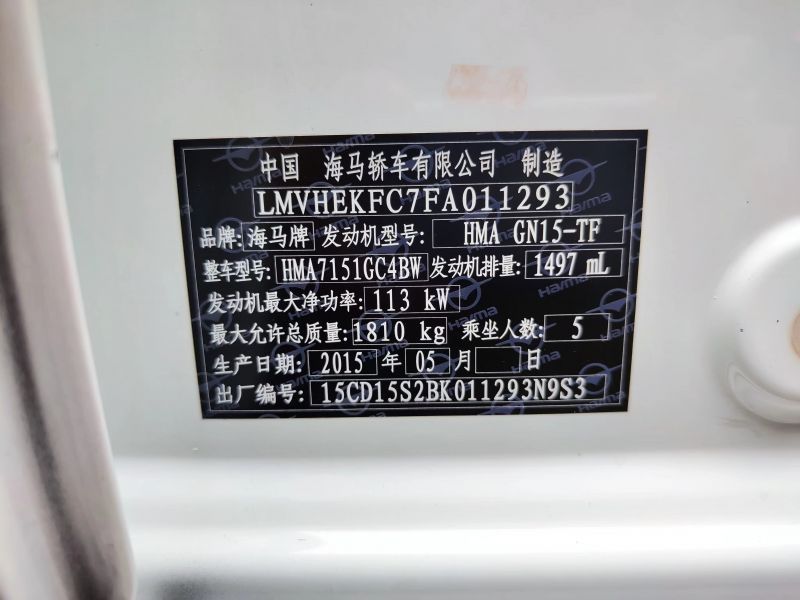 中国 海马轿车有限公司 制造
LMVHEKFC7FA011293
品牌: 海马牌 发动机型号: HMA GN15-TF
整车型号: HMA7151GC4BW 发动机排量: 1497 mL
发动机最大净功率: 113 kW
最大允许总质量: 1810 kg 乘坐人数: 5
生产日期: 2015 年 05 月 日
出厂编号: 15CD15S2BK011293N9S3